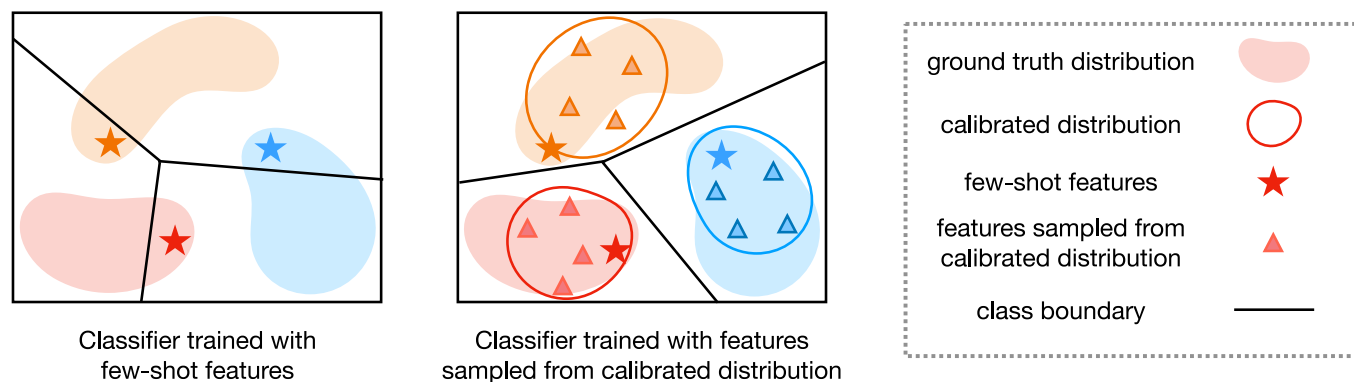 Classifier trained with
few-shot features
Classifier trained with features
sampled from calibrated distribution
ground truth distribution
calibrated distribution
few-shot features
features sampled from
calibrated distribution
class boundary